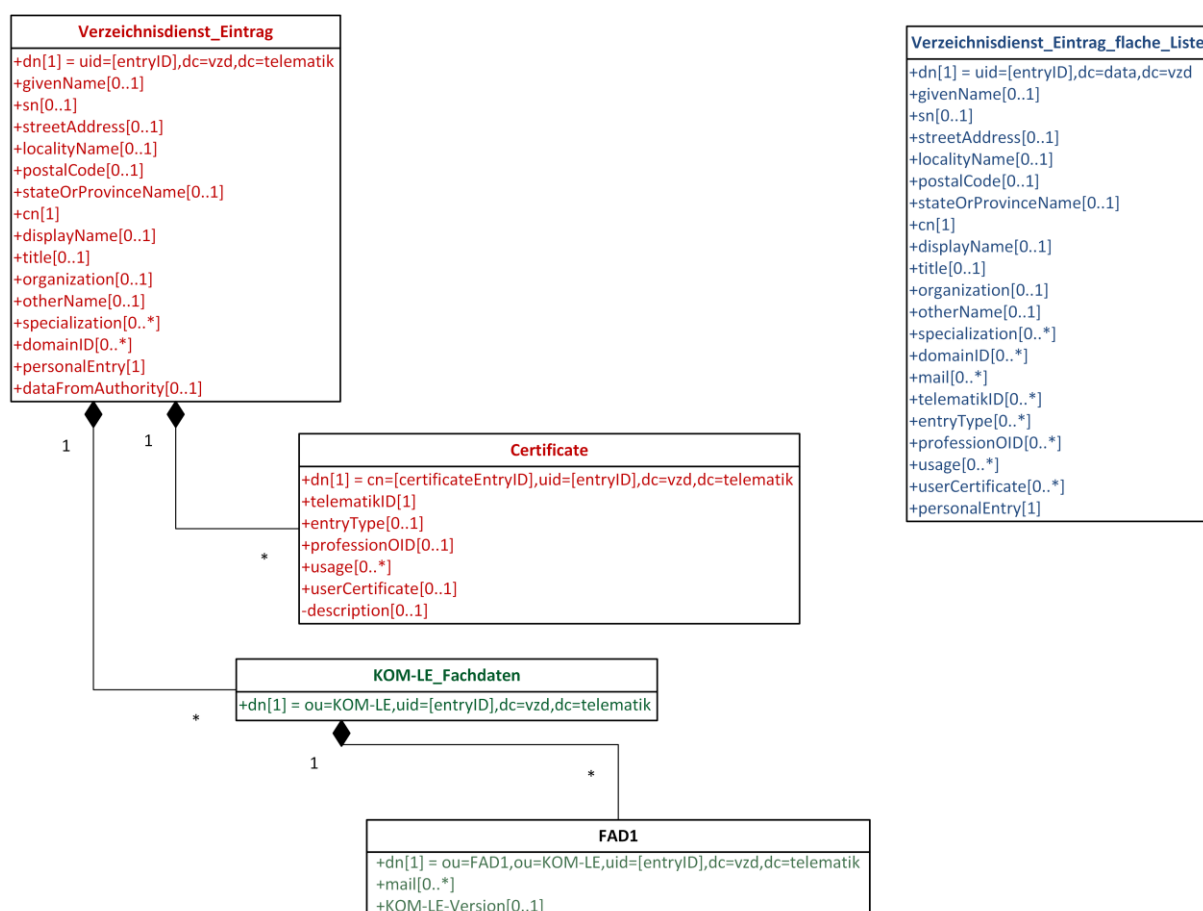 Verzeichnisdienst_Eintrag
+dn[1] = uid=[entryID],dc=vzd,dc=telematik
+givenName[0..1]
+sn[0..1]
+streetAddress[0..1]
+localityName[0..1]
+postalCode[0..1]
+stateOrProvinceName[0..1]
+cn[1]
+displayName[0..1]
+title[0..1]
+organization[0..1]
+otherName[0..1]
+specialization[0..*]
+domainID[0..*]
+personalEntry[1]
+dataFromAuthority[0..1]
1
1
Verzeichnisdienst_Eintrag_flache_Liste
+dn[1] = uid=[entryID],dc=data,dc=vzd
+givenName[0..1]
+sn[0..1]
+streetAddress[0..1]
+localityName[0..1]
+postalCode[0..1]
+stateOrProvinceName[0..1]
+cn[1]
+displayName[0..1]
+title[0..1]
+organization[0..1]
+otherName[0..1]
+specialization[0..*]
+domainID[0..*]
+mail[0..*]
+telematikID[0..*]
+entryType[0..*]
+professionOID[0..*]
+usage[0..*]
+userCertificate[0..*]
+personalEntry[1]
Certificate
+dn[1] = cn=[certificateEntryID],uid=[entryID],dc=vzd,dc=telematik
+telematikID[1]
+entryType[0..1]
+professionOID[0..1]
+usage[0..*]
+userCertificate[0..1]
-description[0..1]
*
KOM-LE_Fachdaten
+dn[1] = ou=KOM-LE,uid=[entryID],dc=vzd,dc=telematik
*
1
*
FAD1
+dn[1] = ou=FAD1,ou=KOM-LE,uid=[entryID],dc=vzd,dc=telematik
+mail[0..*]
+KOM-LE-Version[0..1]